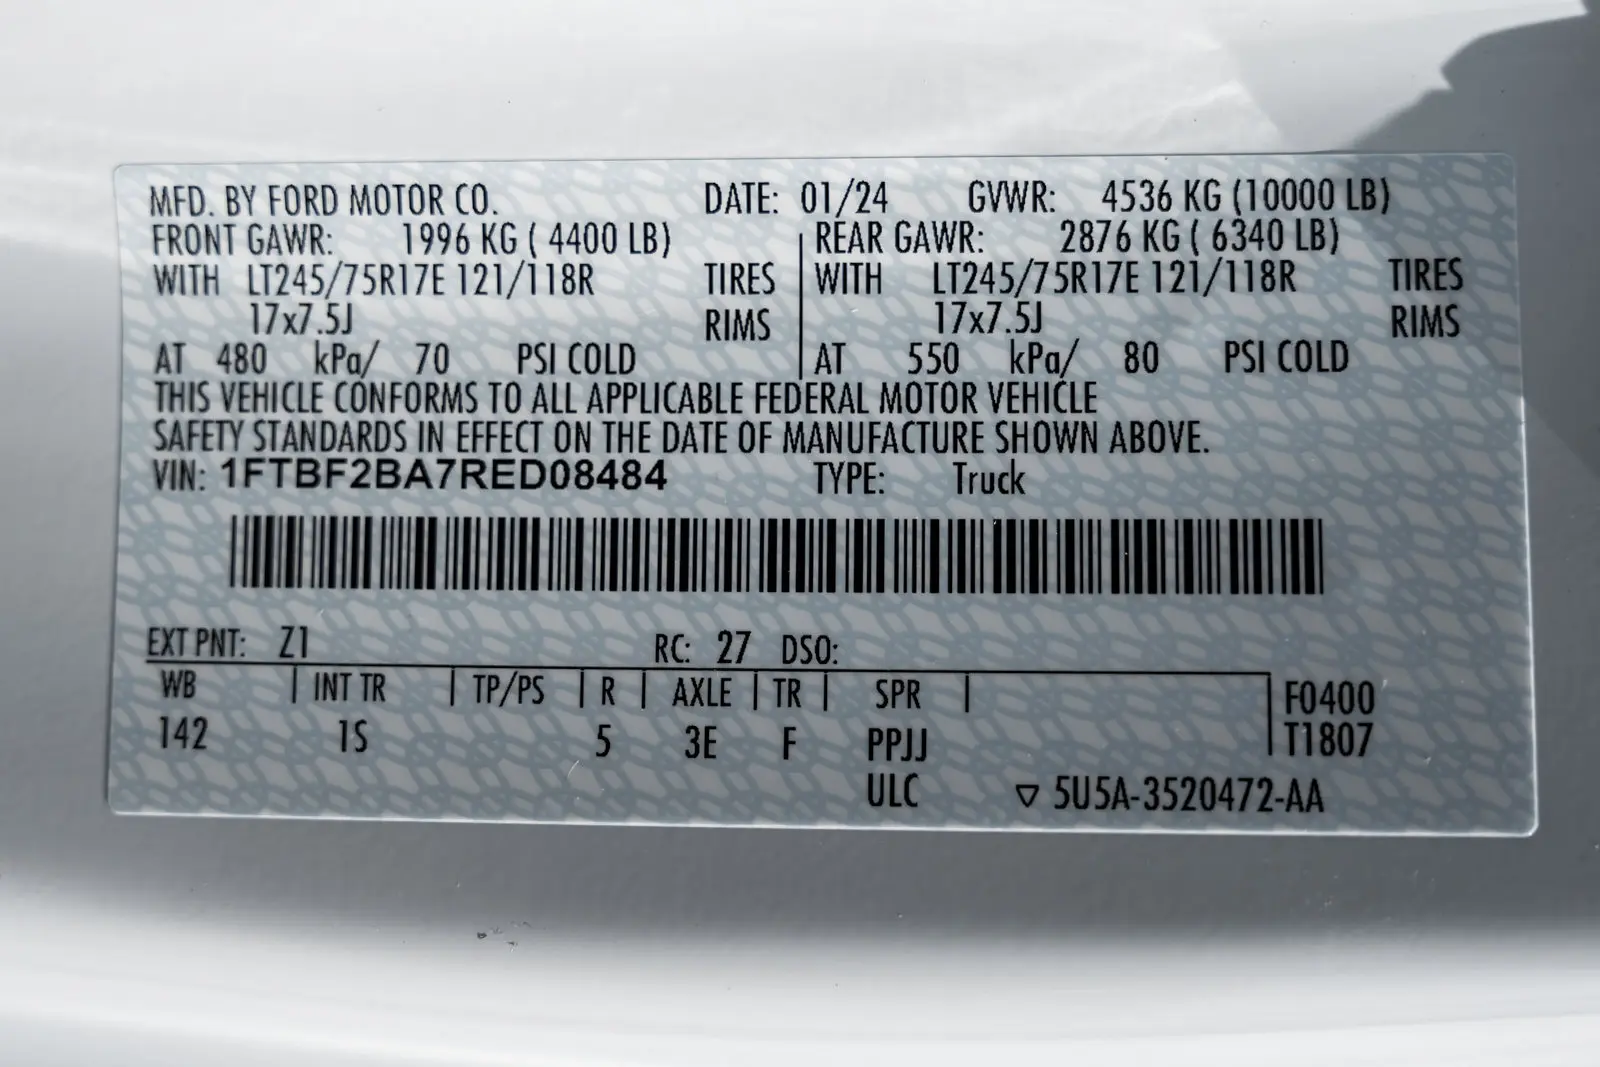 MFD. BY FORD MOTOR CO. DATE: 01/24 GVWR: 4536 KG (10000 LB)
FRONT GAWR: 1996 KG ( 4400 LB) REAR GAWR: 2876 KG ( 6340 LB)
WITH LT245/75R17E 121/118R TIRES WITH LT245/75R17E 121/118R TIRES
17x7.5J RIMS 17x7.5J RIMS
AT 480 kPa/ 70 PSI COLD AT 550 kPa/ 80 PSI COLD
THIS VEHICLE CONFORMS TO ALL APPLICABLE FEDERAL MOTOR VEHICLE
SAFETY STANDARDS IN EFFECT ON THE DATE OF MANUFACTURE SHOWN ABOVE.
VIN: 1FTBF2BA7RED08484 TYPE: Truck
EXT PNT: Z1 RC: 27 DSO:
WB | INT TR | TP/PS | R | AXLE | TR | SPR | F0400
142 1S 5 3E F PPJJ T1807
ULC ▽ 5U5A-3520472-AA